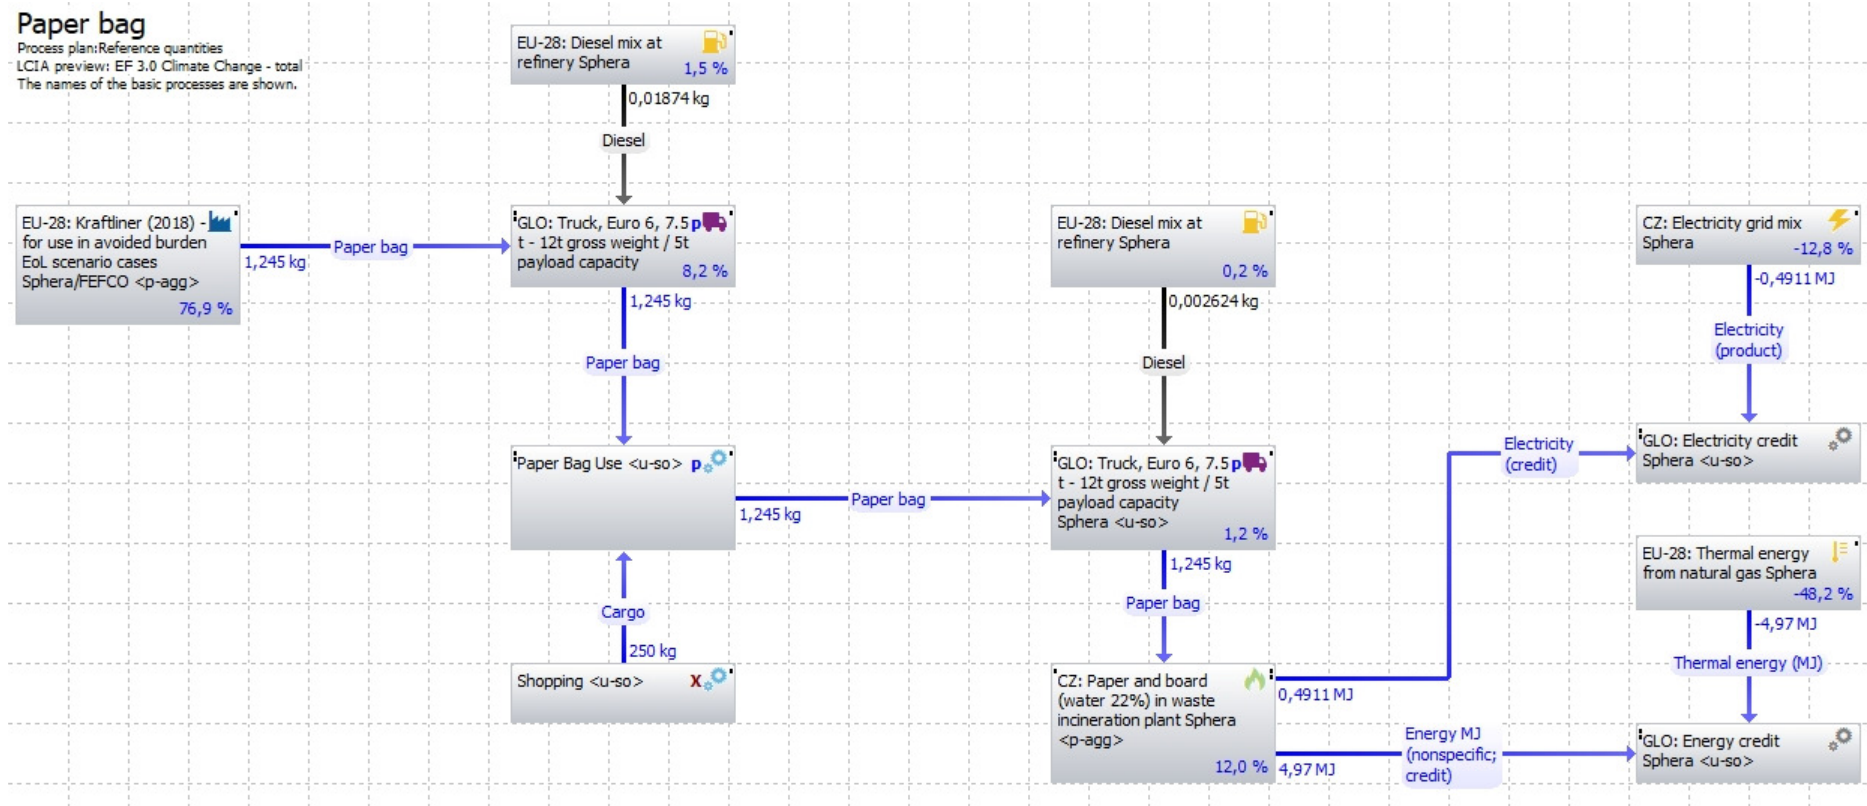 Paper bag
Process plan:Reference quantities
LCIA preview: EF 3.0 Climate Change - total
The names of the basic processes are shown.
EU-28: Diesel mix at
refinery Sphera
1,5 %
0,01874 kg
Diesel
EU-28: Kraftliner (2018) -
for use in avoided burden
EoL scenario cases
Sphera/FEFCO <p-agg>
76,9 %
1,245 kg
Paper bag
GLO: Truck, Euro 6, 7.5 p
t - 12t gross weight / 5t
payload capacity
8,2 %
1,245 kg
Paper bag
EU-28: Diesel mix at
refinery Sphera
0,2 %
0,002624 kg
Diesel
CZ: Electricity grid mix
Sphera
-12,8 %
-0,4911 MJ
Electricity
(product)
Paper Bag Use <u-so> p
1,245 kg
Paper bag
GLO: Truck, Euro 6, 7.5 p
t - 12t gross weight / 5t
payload capacity
Sphera <u-so>
1,2 %
1,245 kg
Paper bag
Electricity
(credit)
GLO: Electricity credit
Sphera <u-so>
EU-28: Thermal energy
from natural gas Sphera
-48,2 %
-4,97 MJ
Thermal energy (MJ)
Cargo
250 kg
Shopping <u-so> X
CZ: Paper and board
(water 22%) in waste
incineration plant Sphera
<p-agg>
12,0 %
0,4911 MJ
4,97 MJ
Energy MJ
(nonspecific;
credit)
GLO: Energy credit
Sphera <u-so>